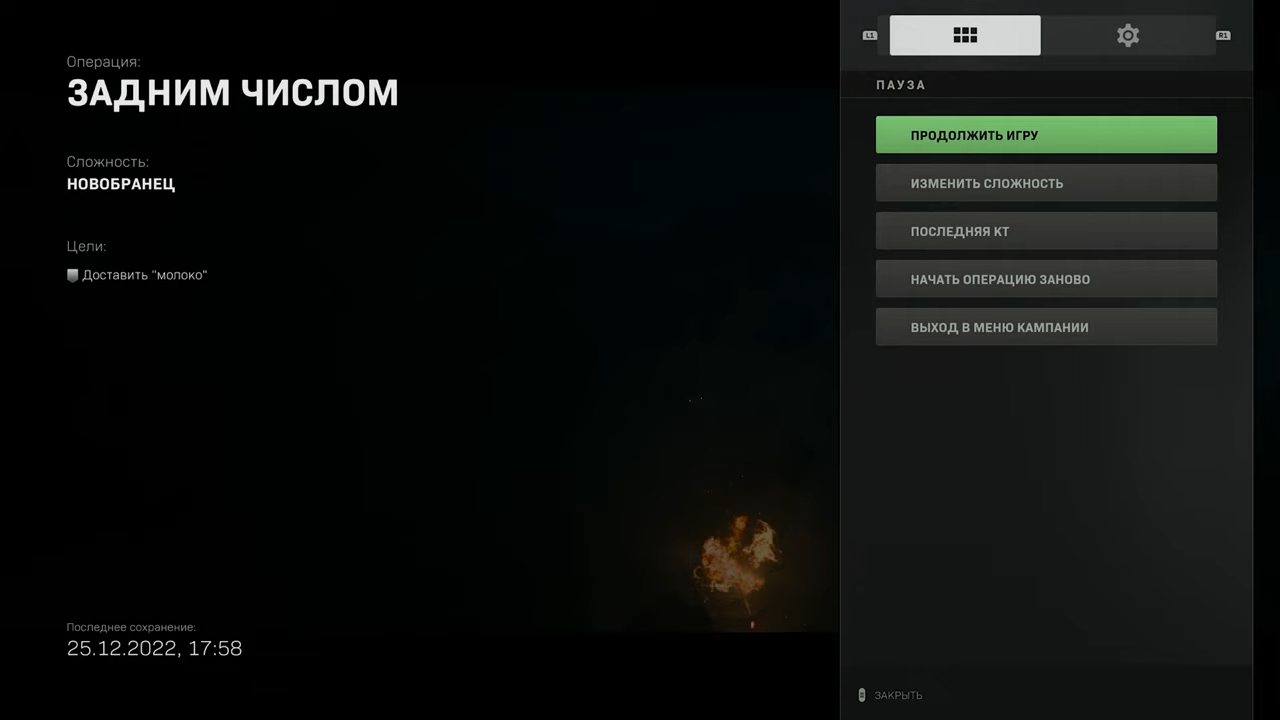 Операция:
ЗАДНИМ ЧИСЛОМ
Сложность:
НОВОБРАНЕЦ
Цели:
Доставить "молоко"
Последнее сохранение:
25.12.2022, 17:58
L1
R1
ПАУЗА
ПРОДОЛЖИТЬ ИГРУ
ИЗМЕНИТЬ СЛОЖНОСТЬ
ПОСЛЕДНЯЯ КТ
НАЧАТЬ ОПЕРАЦИЮ ЗАНОВО
ВЫХОД В МЕНЮ КАМПАНИИ
ЗАКРЫТЬ